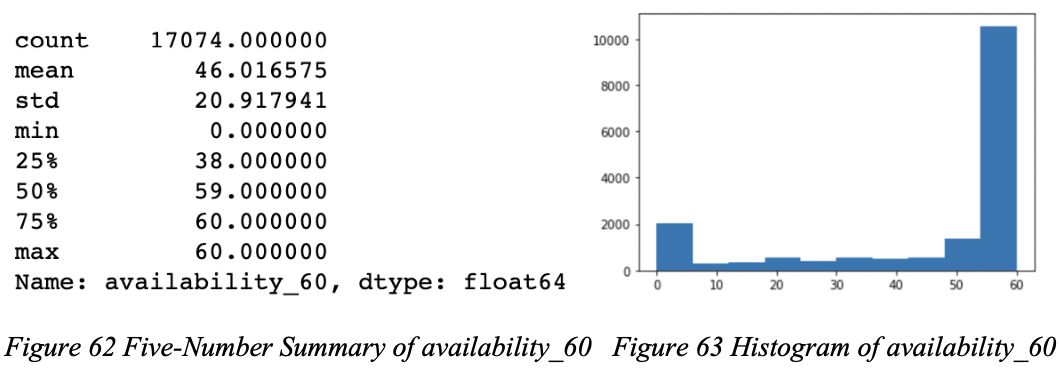 count 17074.000000
mean 46.016575
std 20.917941
min 0.000000
25% 38.000000
50% 59.000000
75% 60.000000
max 60.000000
Name: availability_60, dtype: float64
10000
8000
6000
4000
2000
0
0 10 20 30 40 50 60
Figure 62 Five-Number Summary of availability_60 Figure 63 Histogram of availability_60